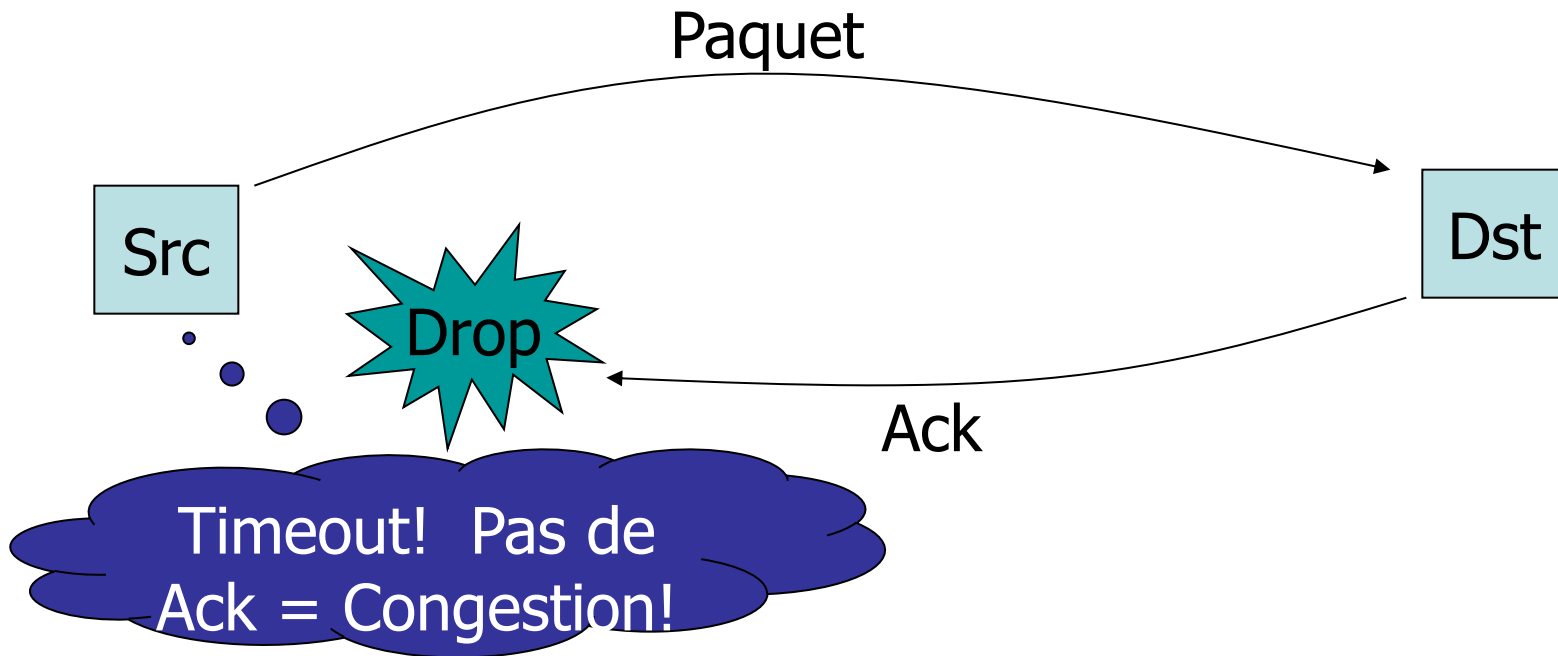 Paquet
Src
Dst
Drop
Ack
Timeout! Pas de
Ack = Congestion!